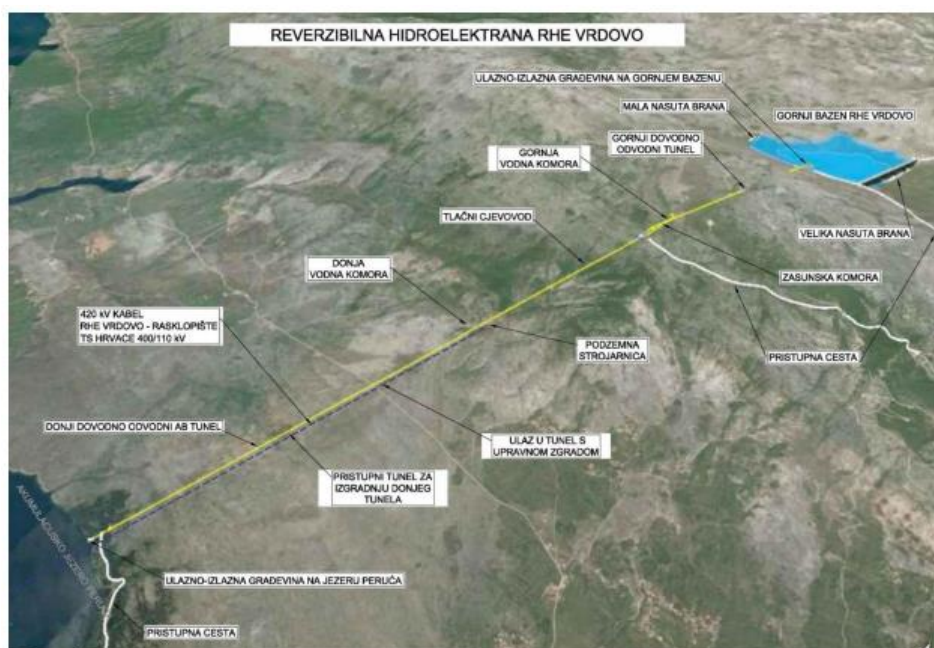 REVERZIBILNA HIDROELEKTRANA RHE VRDOVO
ULAZNO-IZLAZNA GRAĐEVINA NA GORNJEM BAZENU
MALA NASUTA BRANA
GORNJI BAZEN RHE VRDOVO
GORNJI DOVODNO
ODVODNI TUNEL
GORNJA
VODNA KOMORA
TLAČNI CJEVOVOD
VELIKA NASUTA BRANA
DONJA
VODNA KOMORA
ZASUNSKA KOMORA
420 kV KABEL
RHE VRDOVO - RASKLOPIŠTE
TS HRVACE 400/110 kV
PODZEMNA
STROJARNICA
PRISTUPNA CESTA
DONJI DOVODNO ODVODNI AB TUNEL
ULAZ U TUNEL S
UPRAVNOM ZGRADOM
PRISTUPNI TUNEL ZA
IZGRADNJU DONJEG
TUNELA
AKUMULACIJSKO JEZERO
ULAZNO-IZLAZNA GRAĐEVINA NA JEZERU PERUĆA
PRISTUPNA CESTA